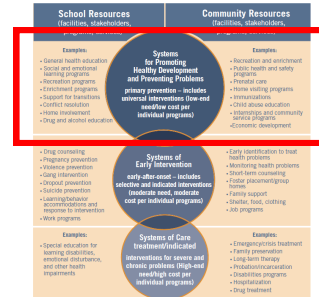 School Resources
(facilities, stakeholders,
Community Resources
(facilities, stakeholders,
Examples:
• General health education
• Social and emotional
learning programs
• Recreation programs
• Enrichment programs
• Support for transitions
• Conflict resolution
• Home involvement
• Drug and alcohol education
Systems
for Promoting
Healthy Development
and Preventing Problems
primary prevention – includes
universal interventions (low-end
need/low cost per
individual programs)
Examples:
• Recreation and enrichment
• Public health and safety
programs
• Prenatal care
• Home visiting programs
• Immunizations
• Child abuse education
• Internships and community
service programs
•Economic development
• Drug counseling
• Pregnancy prevention
• Violence prevention
• Gang intervention
• Dropout prevention
• Suicide prevention
• Learning/behavior
accommodations and
response to intervention
• Work programs
Systems of
Early Intervention
early-after-onset – includes
selective and indicated interventions
(moderate need, moderate
cost per individual programs)
• Early identification to treat
health problems
• Monitoring health problems
• Short-term counseling
• Foster placement/group
homes
• Family support
• Shelter, food, clothing
• Job programs
Examples:
• Special education for
learning disabilities,
emotional disturbance,
and other health
impairments
Systems of Care
treatment/indicated
interventions for severe and
chronic problems (High-end
need/high cost per
individual programs)
Examples:
• Emergency/crisis treatment
• Family preservation
• Long-term therapy
• Probation/incarceration
• Disabilities programs
• Hospitalization
• Drug treatment